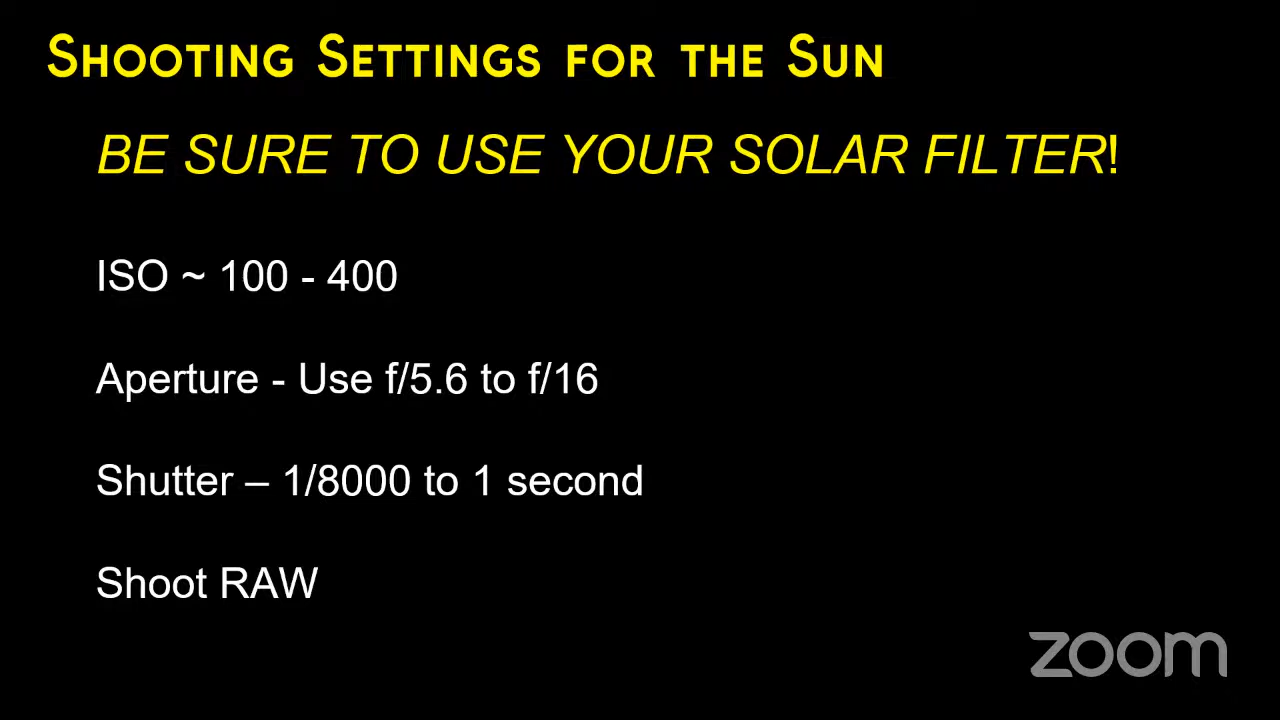 Shooting Settings for the Sun
BE SURE TO USE YOUR SOLAR FILTER!
ISO ~ 100 - 400
Aperture - Use f/5.6 to f/16
Shutter – 1/8000 to 1 second
Shoot RAW
zoom